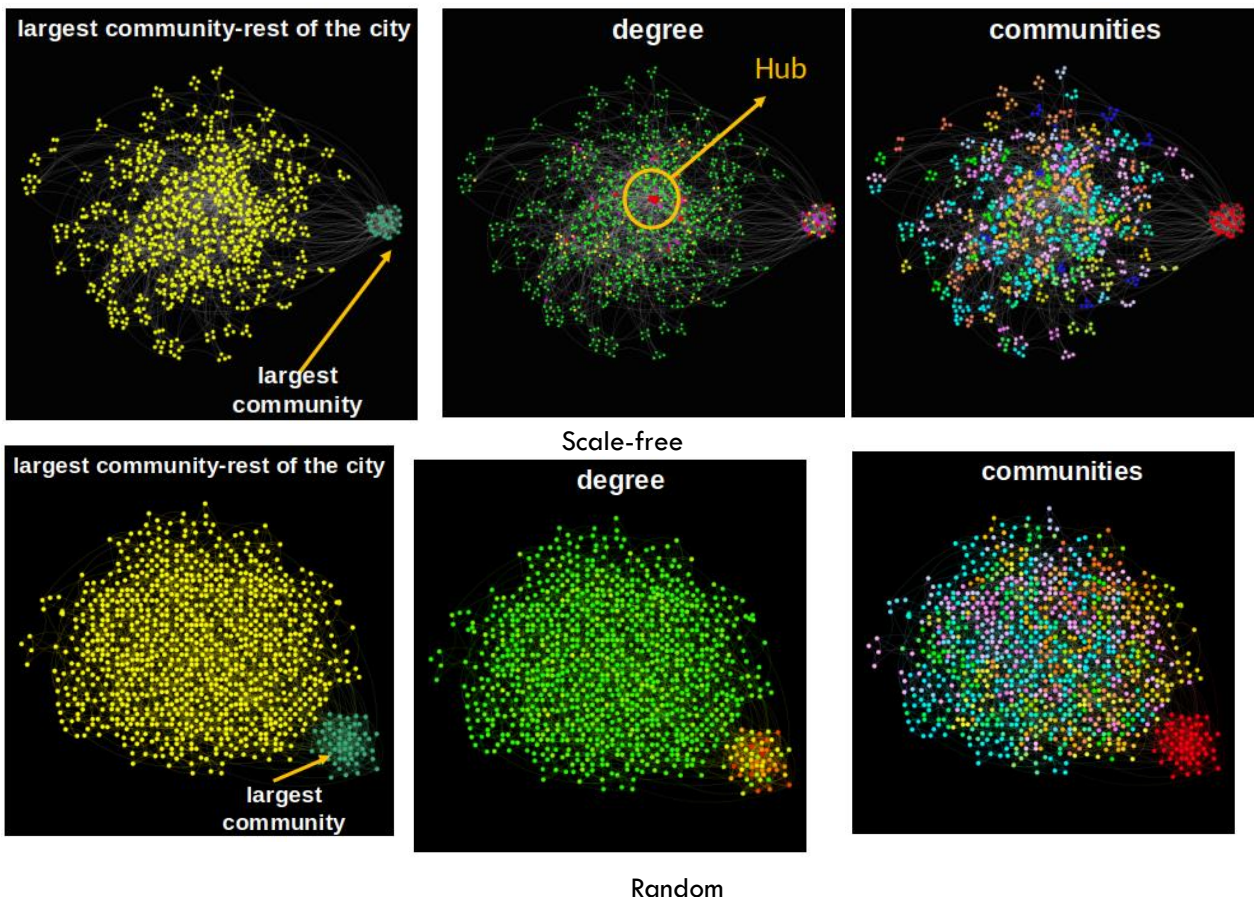 largest community-rest of the city
degree
Hub
communities
largest
community
Scale-free
largest community-rest of the city
degree
communities
largest
community
Random